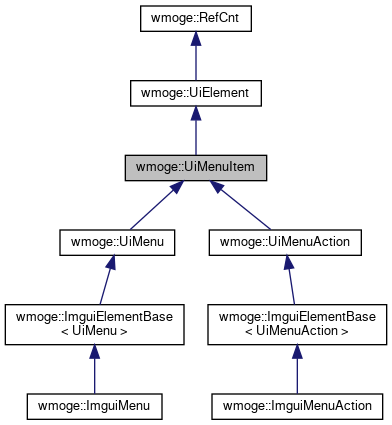 wmoge::RefCnt
wmoge::UiElement
wmoge::UiMenuItem
wmoge::UiMenu
wmoge::UiMenuAction
wmoge::ImguiElementBase
< UiMenu >
wmoge::ImguiElementBase
< UiMenuAction >
wmoge::ImguiMenu
wmoge::ImguiMenuAction